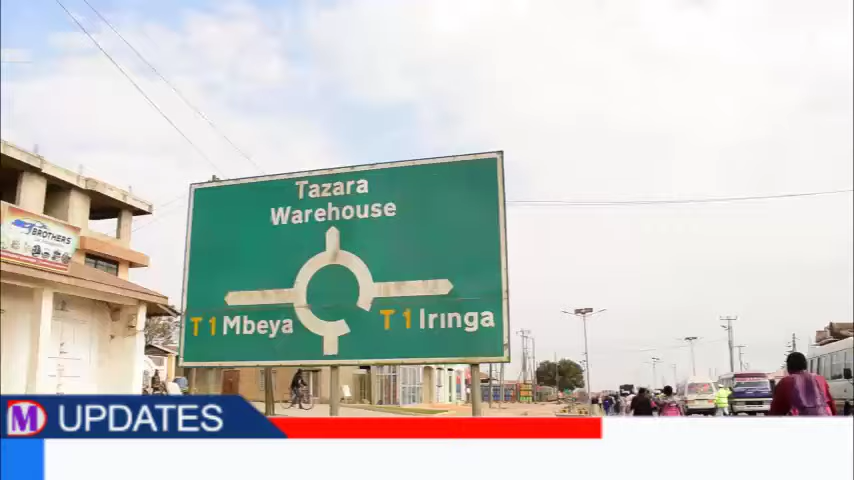 Tazara
Warehouse
T1 Mbeya
T1 Iringa
BROTHERS
M UPDATES